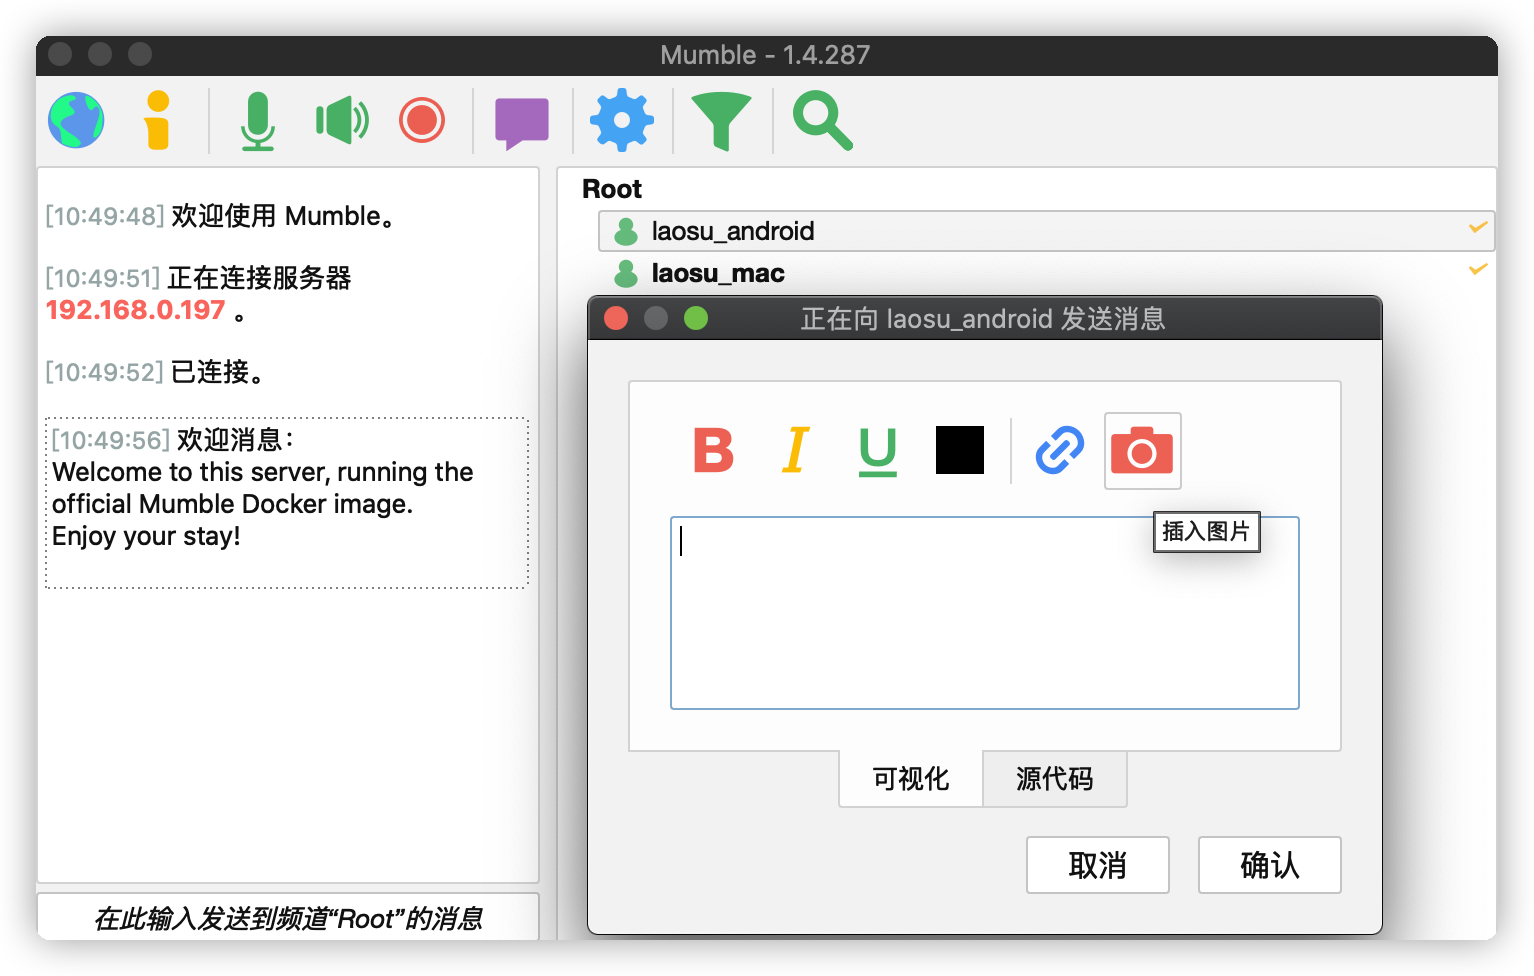 Mumble - 1.4.287
[10:49:48] 欢迎使用 Mumble。
[10:49:51] 正在连接服务器
192.168.0.197 。
[10:49:52] 已连接。
[10:49:56] 欢迎消息：
Welcome to this server, running the
official Mumble Docker image.
Enjoy your stay!
在此输入发送到频道“Root”的消息
Root
laosu_android
laosu_mac
正在向 laosu_android 发送消息
B I U
插入图片
可视化
源代码
取消
确认